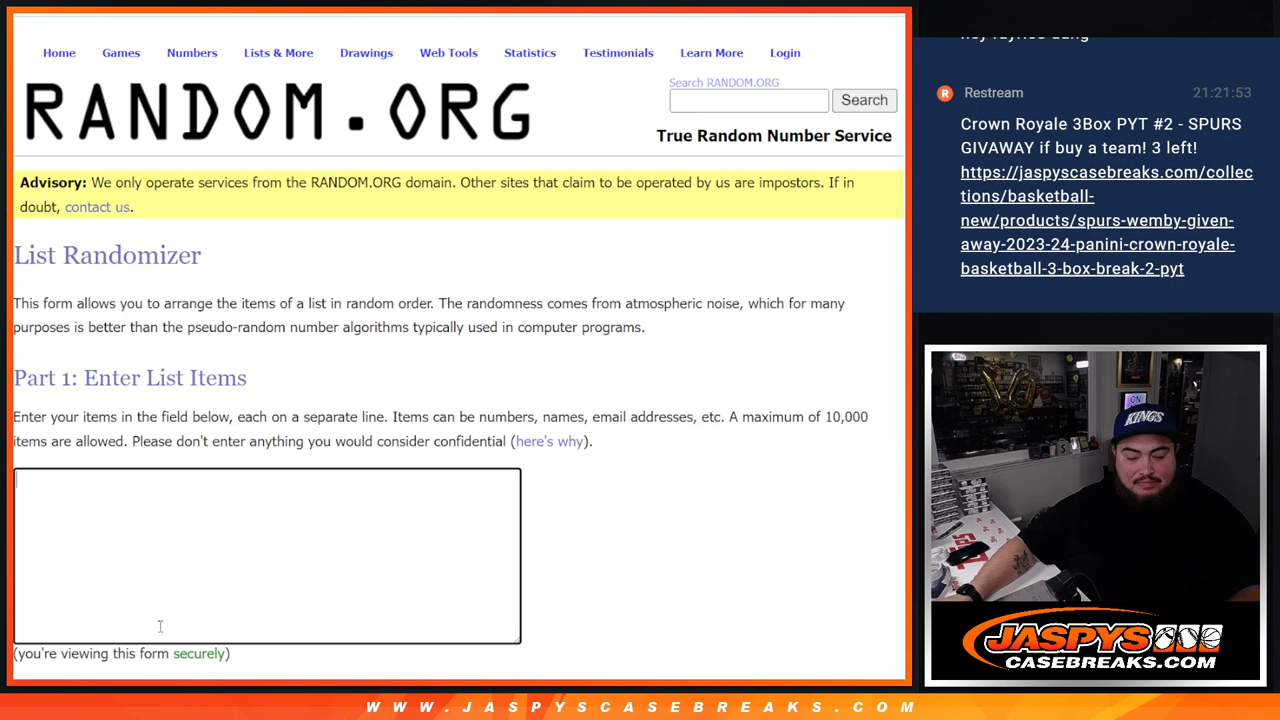 Home Games Numbers Lists & More Drawings Web Tools Statistics Testimonials Learn More Login
RANDOM.ORG
Search RANDOM.ORG
Search
True Random Number Service
Advisory: We only operate services from the RANDOM.ORG domain. Other sites that claim to be operated by us are impostors. If in
doubt, contact us.
List Randomizer
This form allows you to arrange the items of a list in random order. The randomness comes from atmospheric noise, which for many
purposes is better than the pseudo-random number algorithms typically used in computer programs.
Part 1: Enter List Items
Enter your items in the field below, each on a separate line. Items can be numbers, names, email addresses, etc. A maximum of 10,000
items are allowed. Please don't enter anything you would consider confidential (here's why).
(you're viewing this form securely)
R Restream 21:21:53
Crown Royale 3Box PYT #2 - SPURS
GIVAWAY if buy a team! 3 left!
https://jaspyscasebreaks.com/collec
tions/basketball-
new/products/spurs-wemby-given-
away-2023-24-panini-crown-royale-
basketball-3-box-break-2-pyt
ON
KINGS
JASPYS
CASEBREAKS.COM
WWW.JASPYSCASEBREAKS.COM